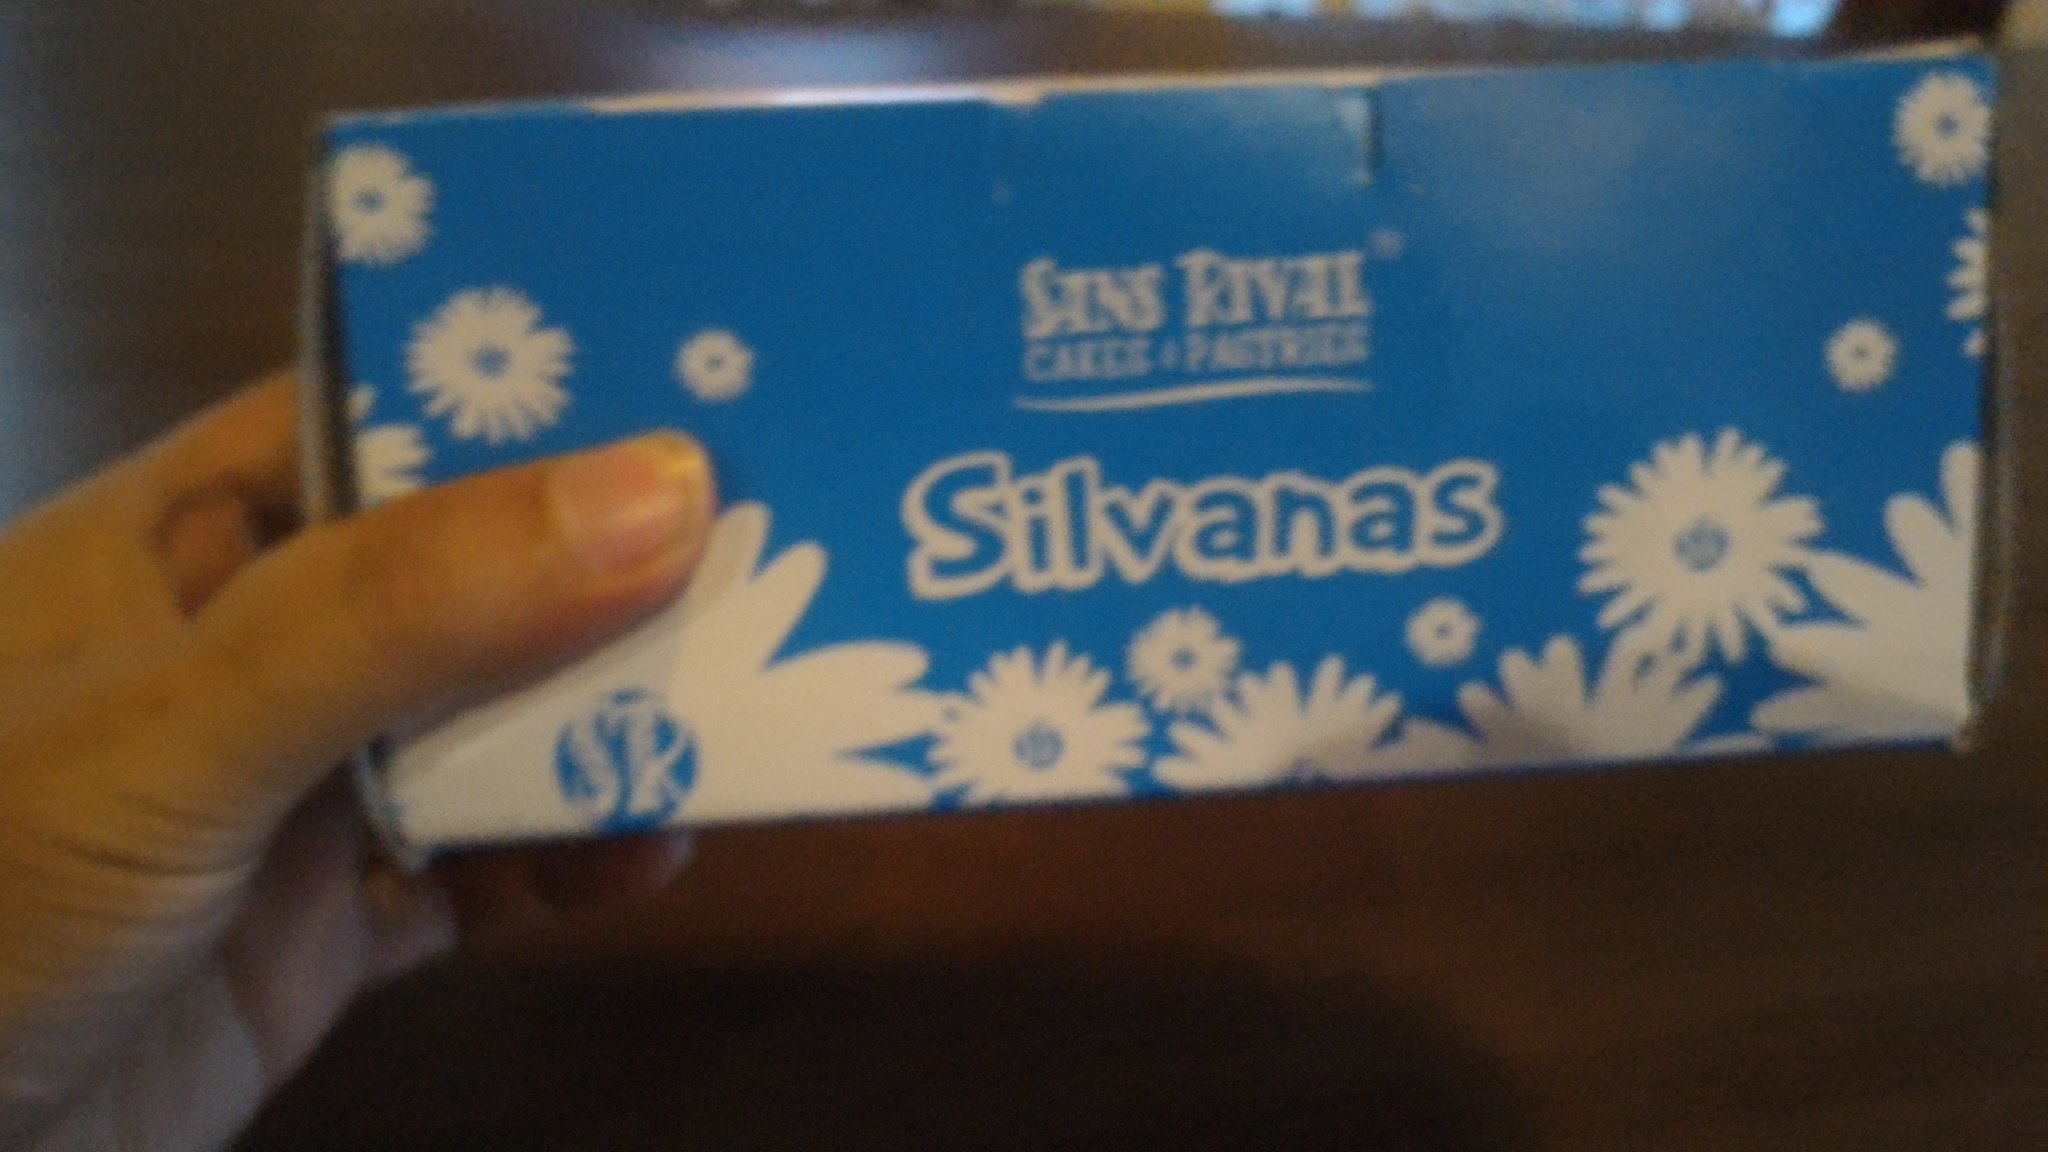 SANS RIVAL
CAKES & PASTRIES
Silvanas
SR